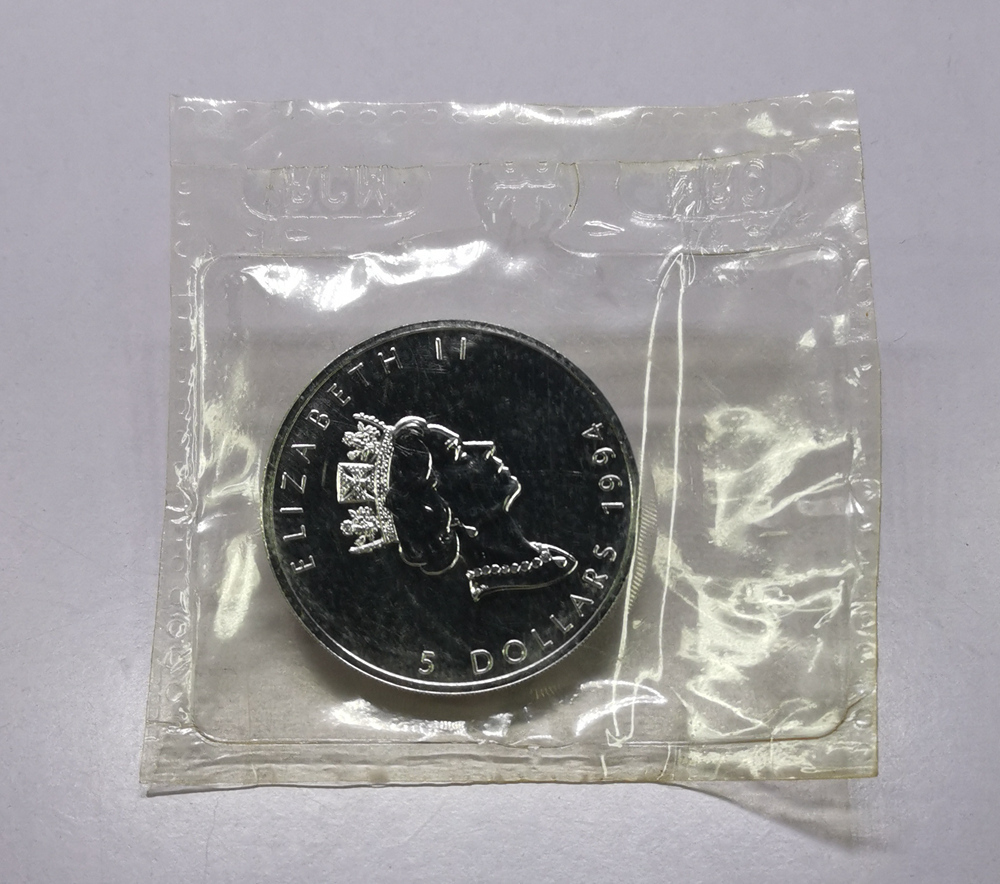 ELIZABETH II
5 DOLLARS 1994